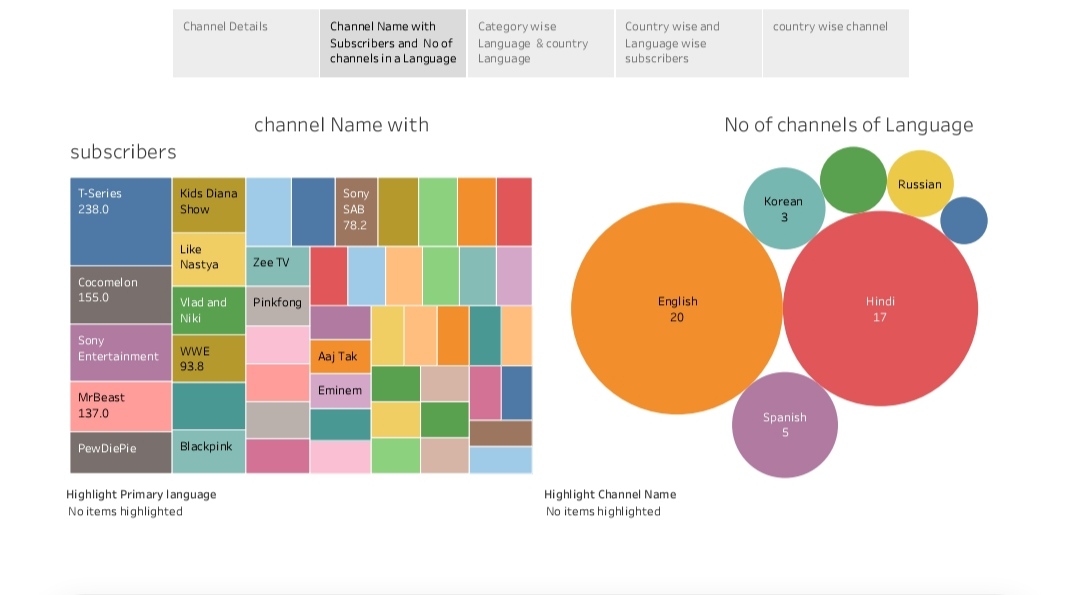 Channel Details
Channel Name with
Subscribers and No of
channels in a Language
Category wise
Language & country
Language
Country wise and
Language wise
subscribers
country wise channel
channel Name with
subscribers
T-Series
238.0
Cocomelon
155.0
Sony
Entertainment
MrBeast
137.0
PewDiePie
Kids Diana
Show
Like
Nastya
Vlad and
Niki
WWE
93.8
Blackpink
Zee TV
Pinkfong
Sony
SAB
78.2
Aaj Tak
Eminem
Highlight Primary language
No items highlighted
No of channels of Language
Korean
3
Russian
English
20
Hindi
17
Spanish
5
Highlight Channel Name
No items highlighted